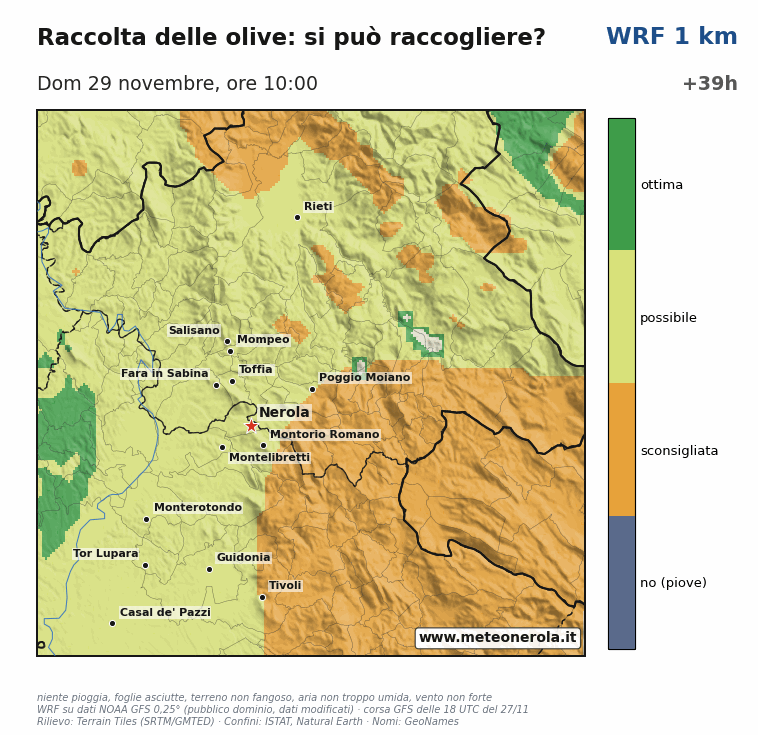 Raccolta delle olive: si può raccogliere?
WRF 1 km
Dom 29 novembre, ore 10:00
+39h
ottima
possibile
sconsigliata
no (piove)
Rieti
Salisano
Mompeo
Toffia
Fara in Sabina
Poggio Moiano
Nerola
Montorio Romano
Montelibretti
Monterotondo
Tor Lupara
Guidonia
Tivoli
Casal de' Pazzi
www.meteonerola.it
niente pioggia, foglie asciutte, terreno non fangoso, aria non troppo umida, vento non forte
WRF su dati NOAA GFS 0,25° (pubblico dominio, dati modificati) · corsa GFS delle 18 UTC del 27/11
Rilievo: Terrain Tiles (SRTM/GMTED) · Confini: ISTAT, Natural Earth · Nomi: GeoNames